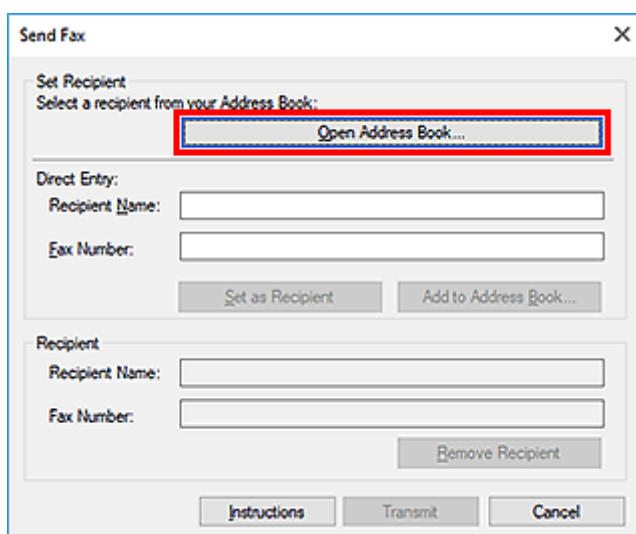 Send Fax
Set Recipient
Select a recipient from your Address Book:
Open Address Book...
Direct Entry:
Recipient Name:
Fax Number:
Set as Recipient
Add to Address Book...
Recipient
Recipient Name:
Fax Number:
Remove Recipient
Instructions
Transmit
Cancel